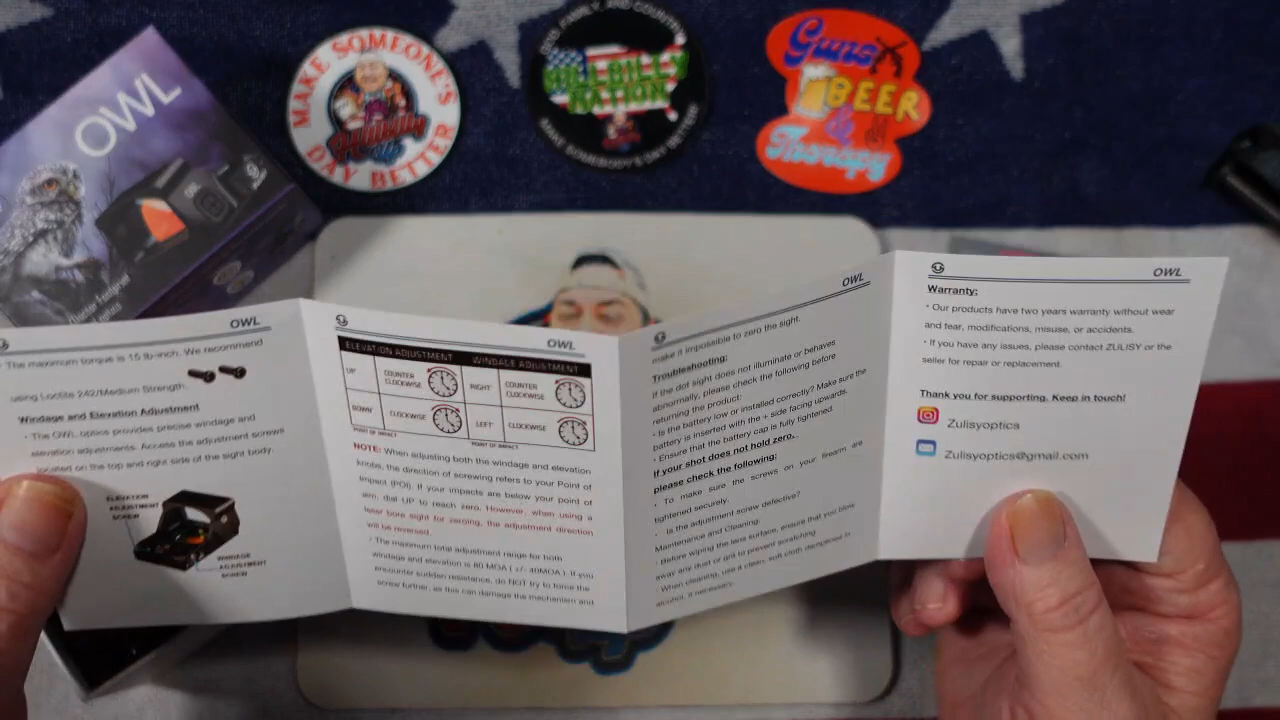 OWL
MAKE SOMEONE'S
DAY BETTER
HILLBILLY
NATION
MAKE SOMEBODY'S DAY BETTER
Guns
BEER
&
Therapy
OWL
• The maximum torque is 15 lb-inch. We recommend
using Loctite 242/Medium Strength.
Windage and Elevation Adjustment
• The OWL optics provides precise windage and
elevation adjustments. Access the adjustment screws
located on the top and right side of the sight body.
ELEVATION
ADJUSTMENT
SCREW
WINDAGE
ADJUSTMENT
SCREW
OWL
ELEVATION ADJUSTMENT WINDAGE ADJUSTMENT
UP COUNTER CLOCKWISE RIGHT COUNTER CLOCKWISE
DOWN CLOCKWISE LEFT CLOCKWISE
POINT OF IMPACT POINT OF IMPACT
NOTE: When adjusting both the windage and elevation
knobs, the direction of screwing refers to your Point of
Impact (POI). If your impacts are below your point of
aim, dial UP to reach zero. However, when using a
laser bore sight for zeroing, the adjustment direction
will be reversed.
• The maximum total adjustment range for both
windage and elevation is 80 MOA ( +/- 40MOA ). If you
encounter sudden resistance, do NOT try to force the
screw further, as this can damage the mechanism and
OWL
make it impossible to zero the sight.
Troubleshooting:
If the dot sight does not illuminate or behaves
abnormally, please check the following before
returning the product:
• Is the battery low or installed correctly? Make sure the
battery is inserted with the + side facing upwards.
• Ensure that the battery cap is fully tightened.
If your shot does not hold zero,
please check the following:
• To make sure the screws on your firearm are
tightened securely.
• Is the adjustment screw defective?
Maintenance and Cleaning.
• Before wiping the lens surface, ensure that you blow
away any dust or grit to prevent scratching
• When cleaning, use a clean, soft cloth dampened in
alcohol, if necessary.
OWL
Warranty:
• Our products have two years warranty without wear
and tear, modifications, misuse, or accidents.
• If you have any issues, please contact ZULISY or the
seller for repair or replacement.
Thank you for supporting. Keep in touch!
Zulisyoptics
Zulisyoptics@gmail.com